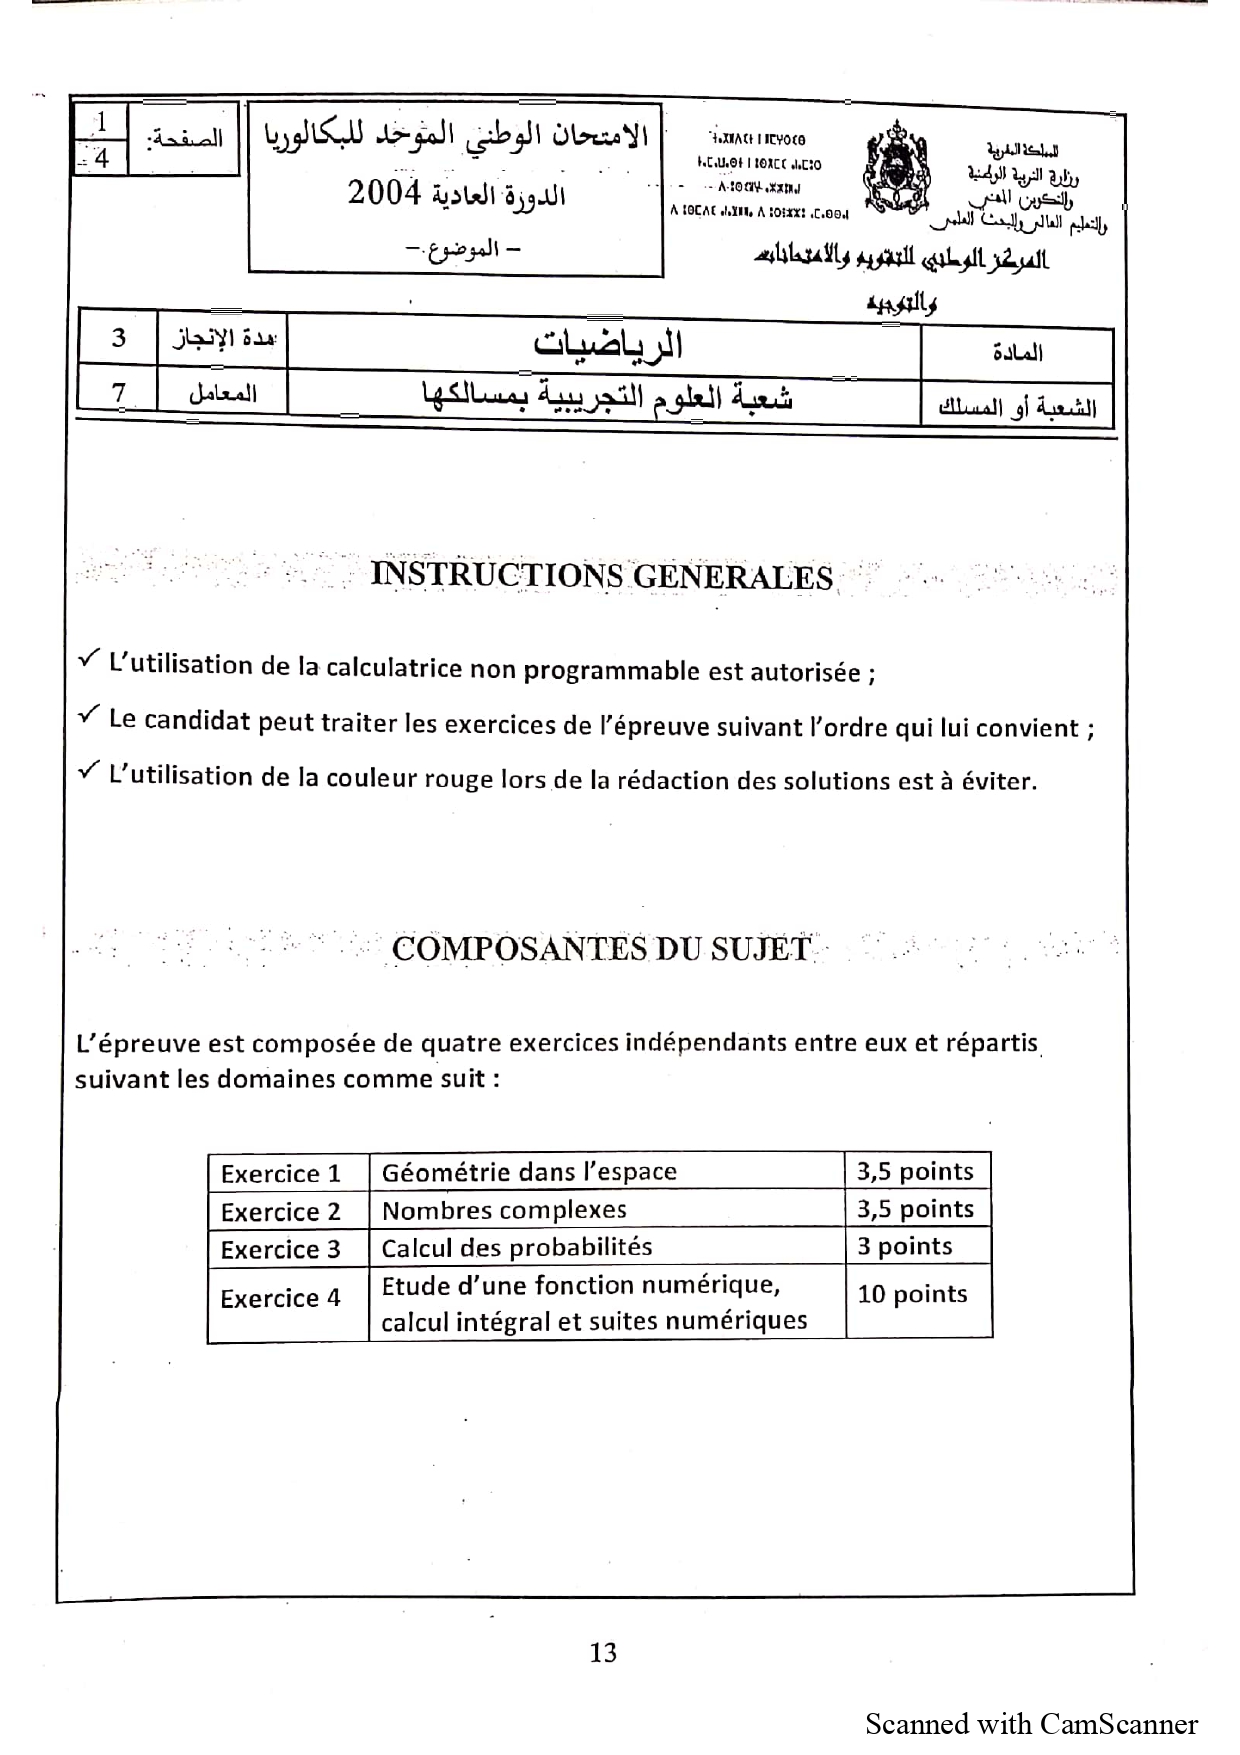 المملكة المغربية
وزارة التربية الوطنية
والتكوين المهني
والتعليم العالي والبحث العلمي
المركز الوطني للتقويم والامتحانات
والتوجيه
الامتحان الوطني الموحد للبكالوريا
الدورة العادية 2004
- الموضوع -
الصفحة:
1
4
المادة
الرياضيات
مدة الإنجاز
3
الشعبة أو المسلك
شعبة العلوم التجريبية بمسالكها
المعامل
7
INSTRUCTIONS GENERALES
✓ L'utilisation de la calculatrice non programmable est autorisée ;
✓ Le candidat peut traiter les exercices de l'épreuve suivant l'ordre qui lui convient ;
✓ L'utilisation de la couleur rouge lors de la rédaction des solutions est à éviter.
COMPOSANTES DU SUJET
L'épreuve est composée de quatre exercices indépendants entre eux et répartis
suivant les domaines comme suit :
Exercice 1 Géométrie dans l'espace 3,5 points
Exercice 2 Nombres complexes 3,5 points
Exercice 3 Calcul des probabilités 3 points
Exercice 4 Etude d'une fonction numérique, 10 points
calcul intégral et suites numériques
13
Scanned with CamScanner